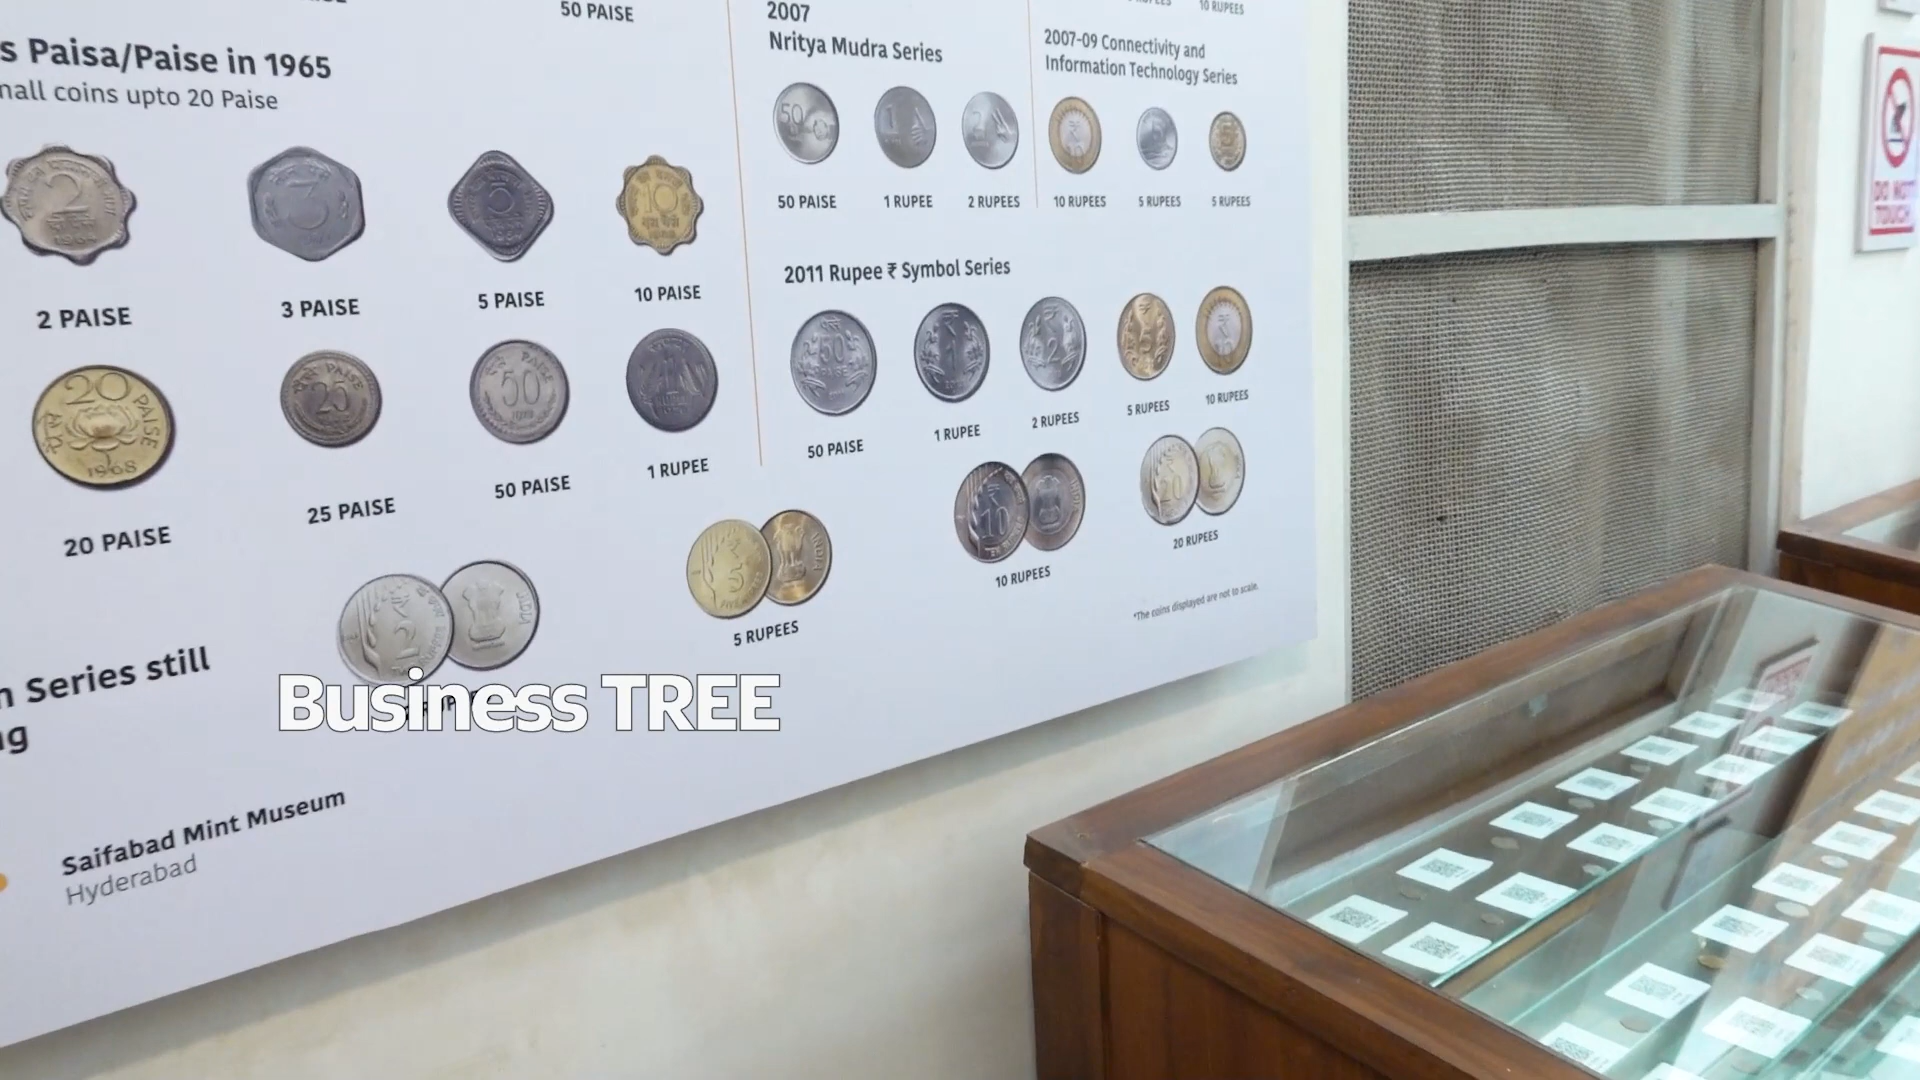 50 PAISE
s Paisa/Paise in 1965
mall coins upto 20 Paise
2 PAISE
3 PAISE
5 PAISE
10 PAISE
20 PAISE
25 PAISE
50 PAISE
1 RUPEE
2007
Nritya Mudra Series
50 PAISE
1 RUPEE
2 RUPEES
10 RUPEES
2007-09 Connectivity and
Information Technology Series
10 RUPEES
5 RUPEES
5 RUPEES
2011 Rupee ₹ Symbol Series
50 PAISE
1 RUPEE
2 RUPEES
5 RUPEES
10 RUPEES
5 RUPEES
10 RUPEES
20 RUPEES
*The coins displayed are not to scale.
n Series still
Business TREE
Saifabad Mint Museum
Hyderabad
DO NOT
TOUCH